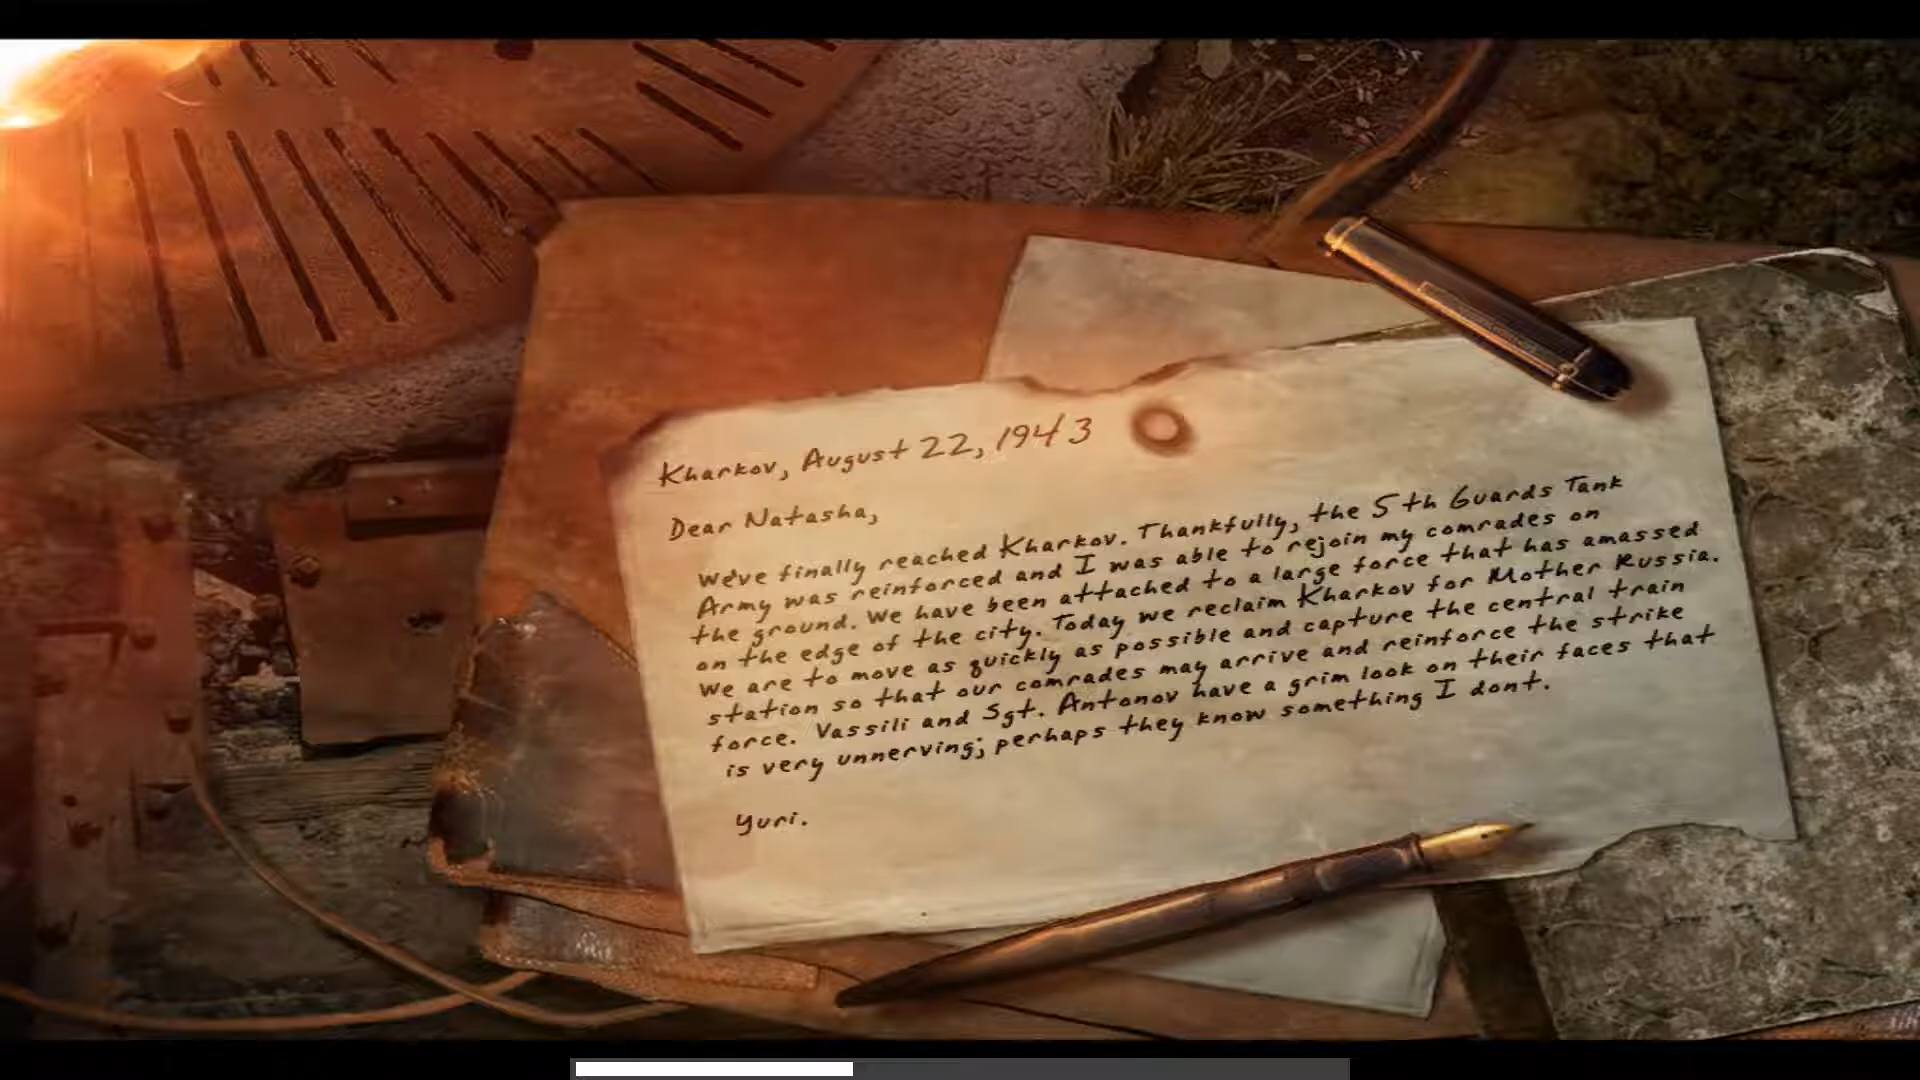 Kharkov, August 22, 1943
Dear Natasha,
We've finally reached Kharkov. Thankfully, the 5th Guards Tank
Army was reinforced and I was able to rejoin my comrades on
the ground. We have been attached to a large force that has amassed
on the edge of the city. Today we reclaim Kharkov for Mother Russia.
We are to move as quickly as possible and capture the central train
station so that our comrades may arrive and reinforce the strike
force. Vassili and Sgt. Antonov have a grim look on their faces that
is very unnerving; perhaps they know something I dont.
Yuri.